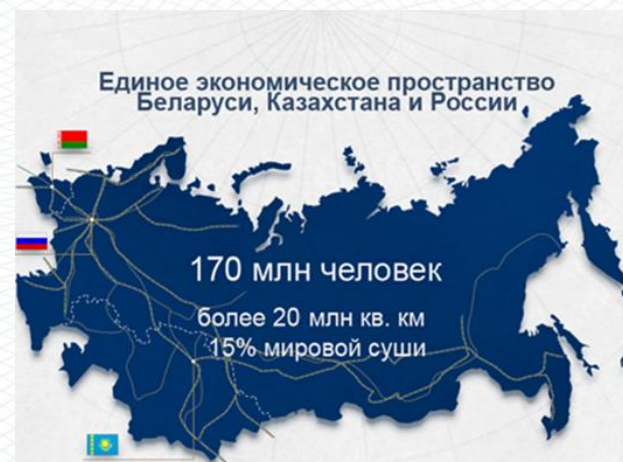 Единое экономическое пространство
Беларуси, Казахстана и России
170 млн человек
более 20 млн кв. км
15% мировой суши